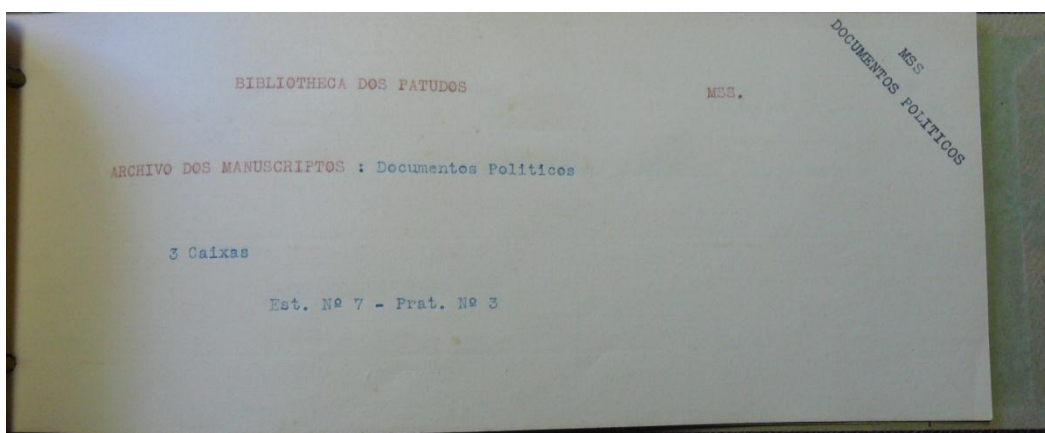 MSS
DOCUMENTOS POLITICOS
BIBLIOTHECA DOS PATUDOS MSS.
ARCHIVO DOS MANUSCRIPTOS : Documentos Politicos
3 Caixas
Est. Nº 7 - Prat. Nº 3